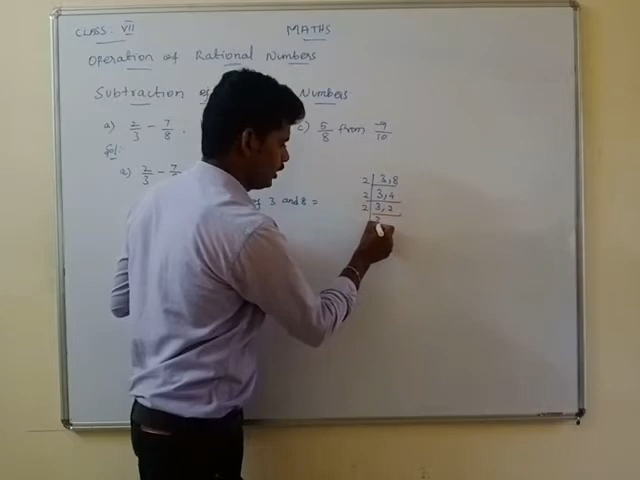 CLASS: VII
MATHS
Operation of Rational Numbers
Subtraction of Numbers
a) 2/3 - 7/8. c) 5/8 from -9/10
Sol:
a) 2/3 - 7
of 3 and 8 =
2 | 3, 8
2 | 3, 4
2 | 3, 2
3